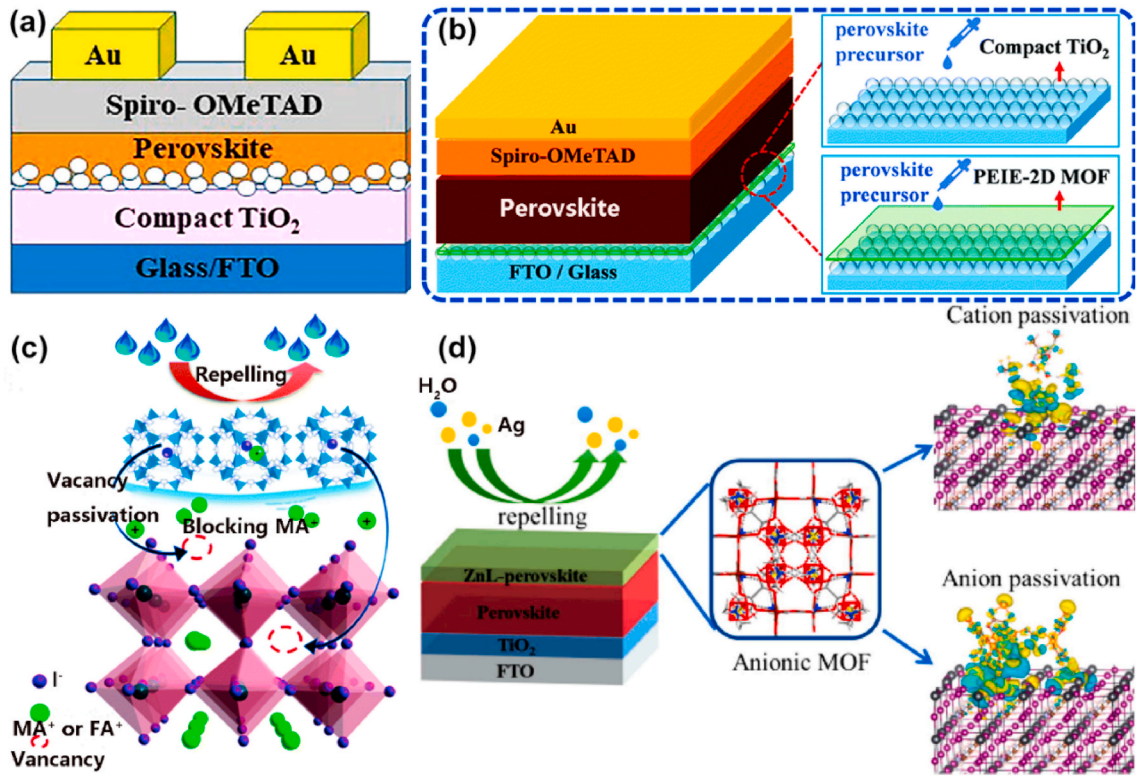 (a)
Au
Au
Spiro- OMeTAD
Perovskite
Compact TiO₂
Glass/FTO
(b)
Au
Spiro-OMeTAD
Perovskite
FTO / Glass
perovskite
precursor
Compact TiO₂
perovskite
precursor
PEIE-2D MOF
(c)
Repelling
Vacancy
passivation
Blocking MA⁺
+
+
+
+
I⁻
MA⁺ or FA⁺
Vancancy
(d)
H₂O
Ag
repelling
ZnL-perovskite
Perovskite
TiO₂
FTO
Anionic MOF
Cation passivation
Anion passivation